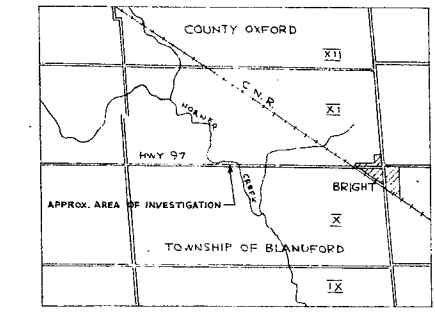 COUNTY OXFORD
XII
C.N.R.
XI
HORNER
HWY 97
BRIGHT
CREEK
APPROX. AREA OF INVESTIGATION
X
TOWNSHIP OF BLANDFORD
IX